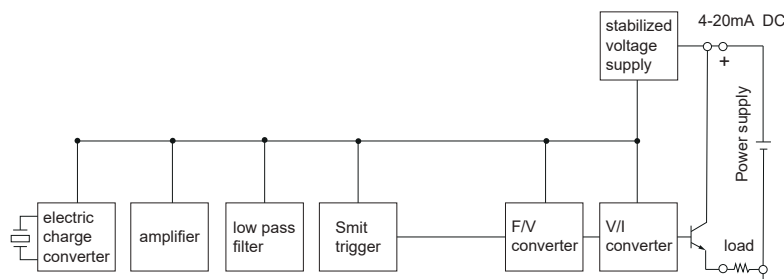 4-20mA DC
stabilized
voltage
supply
+
Power supply
electric
charge
converter
amplifier
low pass
filter
Smit
trigger
F/V
converter
V/I
converter
load